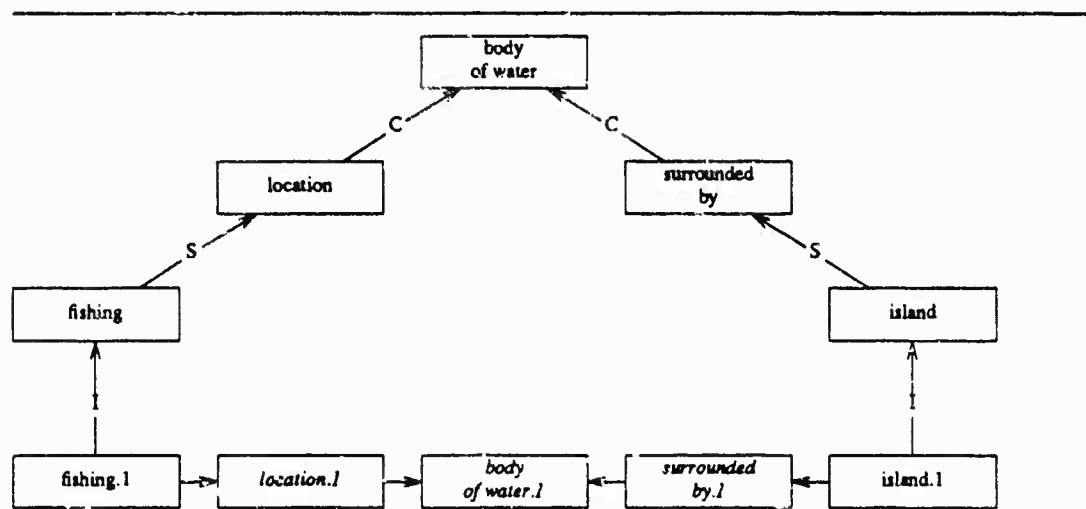 body
of water
C
C
location
surrounded
by
S
S
fishing
island
I
I
fishing.1
location.1
body
of water.1
surrounded
by.1
island.1